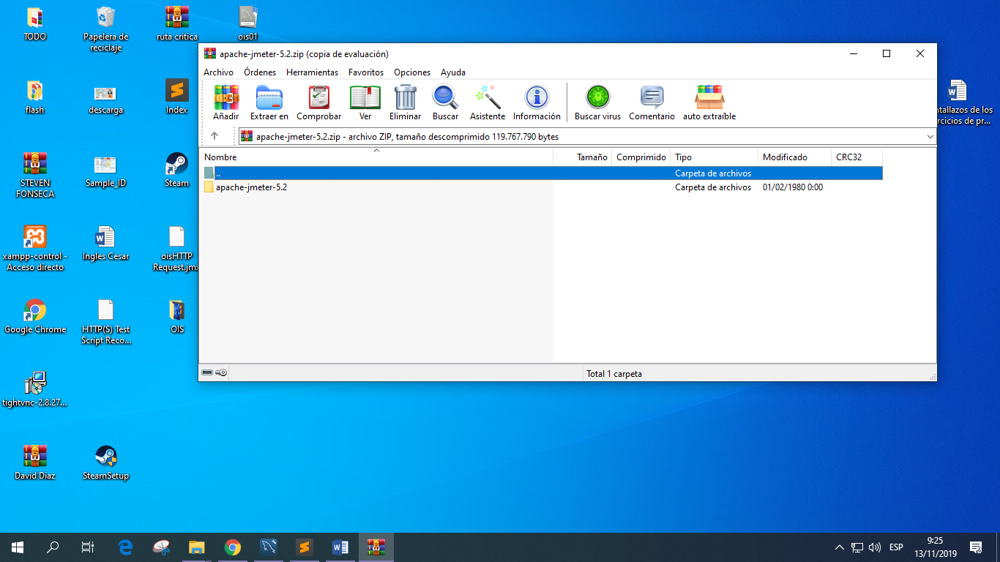 TODO
Papelera de
reciclaje
ruta critica
ois01
flash
descarga
Index
STEVEN
FONSECA
Sample_ID
Steam
xampp-control -
Acceso directo
Ingles Cesar
oisHTTP
Request.jmx
Google Chrome
HTTP(S) Test
Script Reco...
OIS
tightvnc-2.8.27...
David Diaz
SteamSetup
apache-jmeter-5.2.zip (copia de evaluación)
Archivo Órdenes Herramientas Favoritos Opciones Ayuda
Añadir Extraer en Comprobar Ver Eliminar Buscar Asistente Información Buscar virus Comentario auto extraíble
apache-jmeter-5.2.zip - archivo ZIP, tamaño descomprimido 119.767.790 bytes
Nombre Tamaño Comprimido Tipo Modificado CRC32
.. Carpeta de archivos
apache-jmeter-5.2 Carpeta de archivos 01/02/1980 0:00
Total 1 carpeta
ntallazos de los
rcicios de pr...
ESP
9:25
13/11/2019